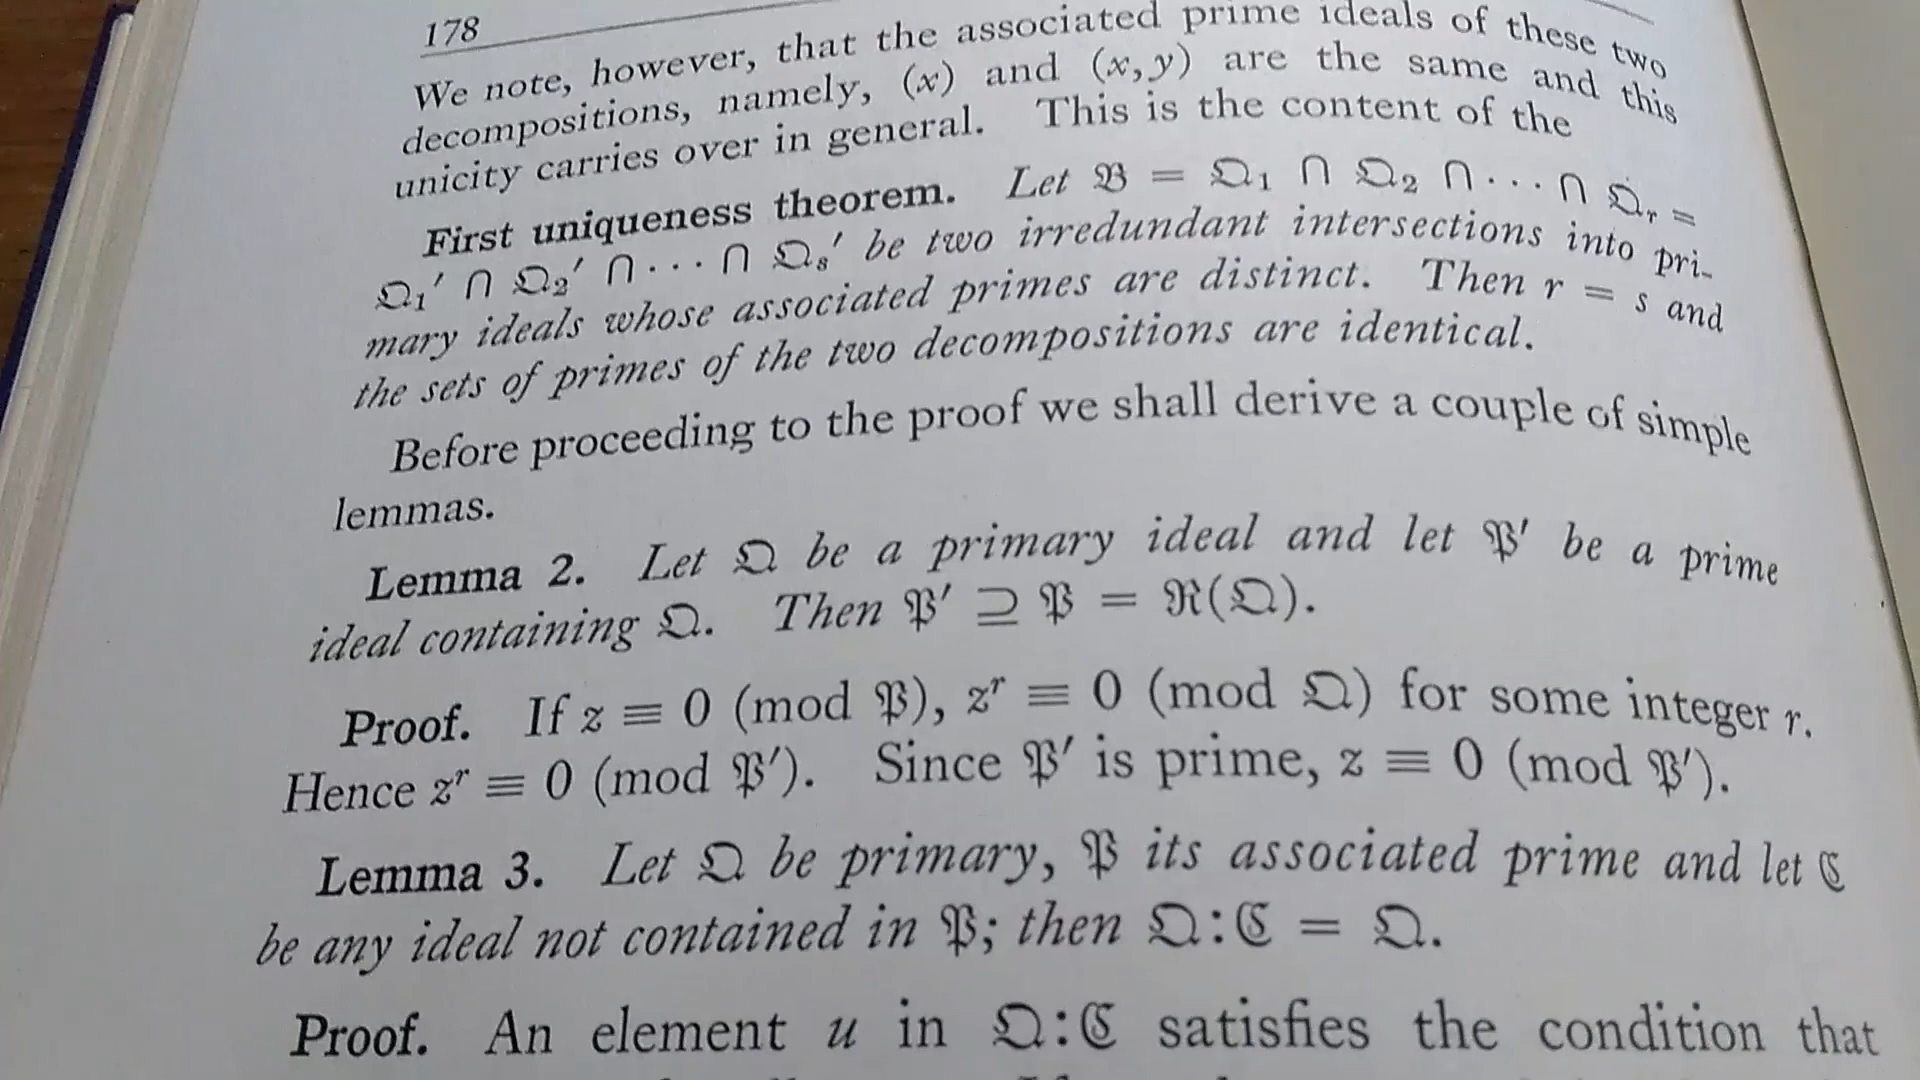 178
We note, however, that the associated prime ideals of these two
decompositions, namely, (x) and (x, y) are the same and this
unicity carries over in general. This is the content of the
First uniqueness theorem. Let 𝔅 = 𝔔₁ ∩ 𝔔₂ ∩ ⋯ ∩ 𝔔ᵣ =
𝔔₁′ ∩ 𝔔₂′ ∩ ⋯ ∩ 𝔔ₛ′ be two irredundant intersections into pri-
mary ideals whose associated primes are distinct. Then r = s and
the sets of primes of the two decompositions are identical.
Before proceeding to the proof we shall derive a couple of simple
lemmas.
Lemma 2. Let 𝔔 be a primary ideal and let 𝔓′ be a prime
ideal containing 𝔔. Then 𝔓′ ⊇ 𝔓 = ℜ(𝔔).
Proof. If z ≡ 0 (mod 𝔓), zʳ ≡ 0 (mod 𝔔) for some integer r.
Hence zʳ ≡ 0 (mod 𝔓′). Since 𝔓′ is prime, z ≡ 0 (mod 𝔓′).
Lemma 3. Let 𝔔 be primary, 𝔓 its associated prime and let ℭ
be any ideal not contained in 𝔓; then 𝔔:ℭ = 𝔔.
Proof. An element u in 𝔔:ℭ satisfies the condition that